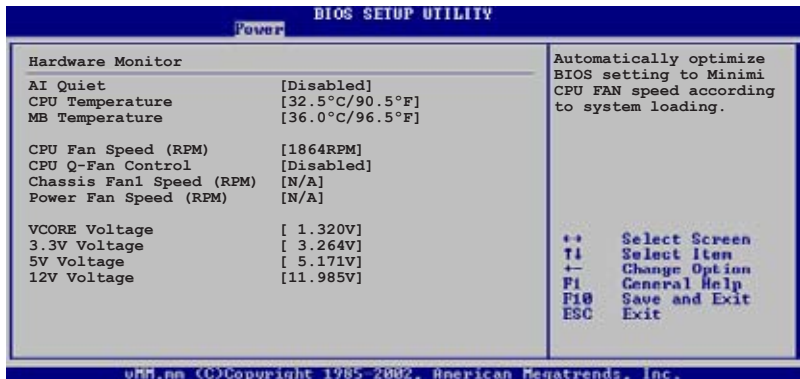 BIOS SETUP UTILITY
Power
Hardware Monitor
AI Quiet [Disabled]
CPU Temperature [32.5°C/90.5°F]
MB Temperature [36.0°C/96.5°F]
CPU Fan Speed (RPM) [1864RPM]
CPU Q-Fan Control [Disabled]
Chassis Fan1 Speed (RPM) [N/A]
Power Fan Speed (RPM) [N/A]
VCORE Voltage [ 1.320V]
3.3V Voltage [ 3.264V]
5V Voltage [ 5.171V]
12V Voltage [11.985V]
Automatically optimize
BIOS setting to Minimi
CPU FAN speed according
to system loading.
↔ Select Screen
↑↓ Select Item
+- Change Option
F1 General Help
F10 Save and Exit
ESC Exit
vMM.mm (C)Copyright 1985-2002, American Megatrends, Inc.